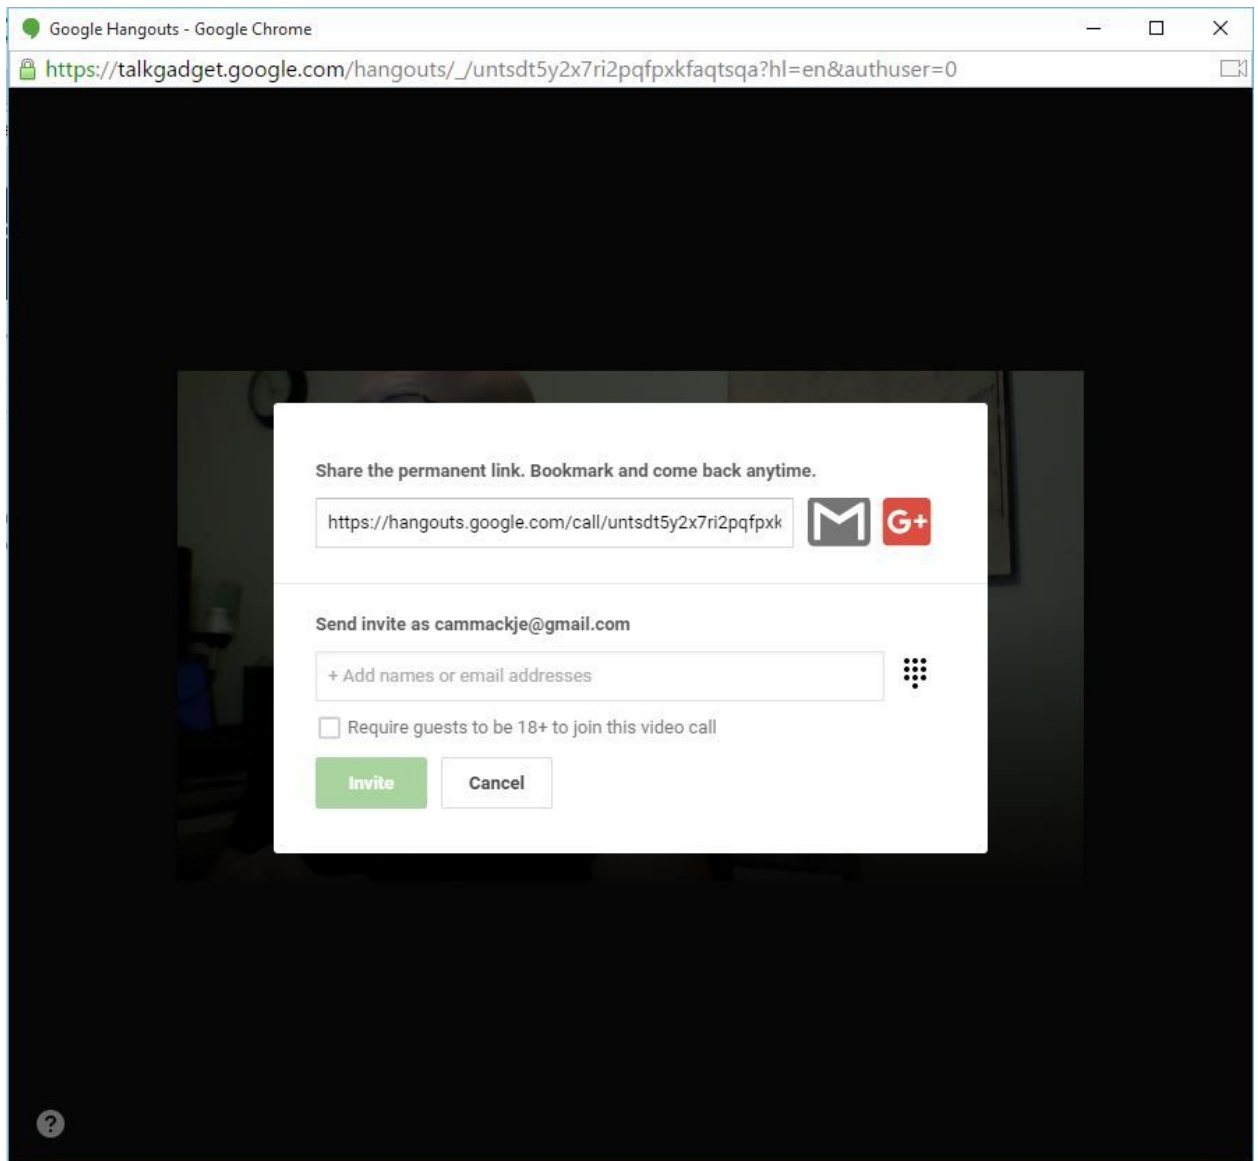 Google Hangouts - Google Chrome
https://talkgadget.google.com/hangouts/_/untsdt5y2x7ri2pqfpxkfaqtsqa?hl=en&authuser=0
Share the permanent link. Bookmark and come back anytime.
https://hangouts.google.com/call/untsdt5y2x7ri2pqfpxk
G+
Send invite as cammackje@gmail.com
+ Add names or email addresses
Require guests to be 18+ to join this video call
Invite Cancel
?